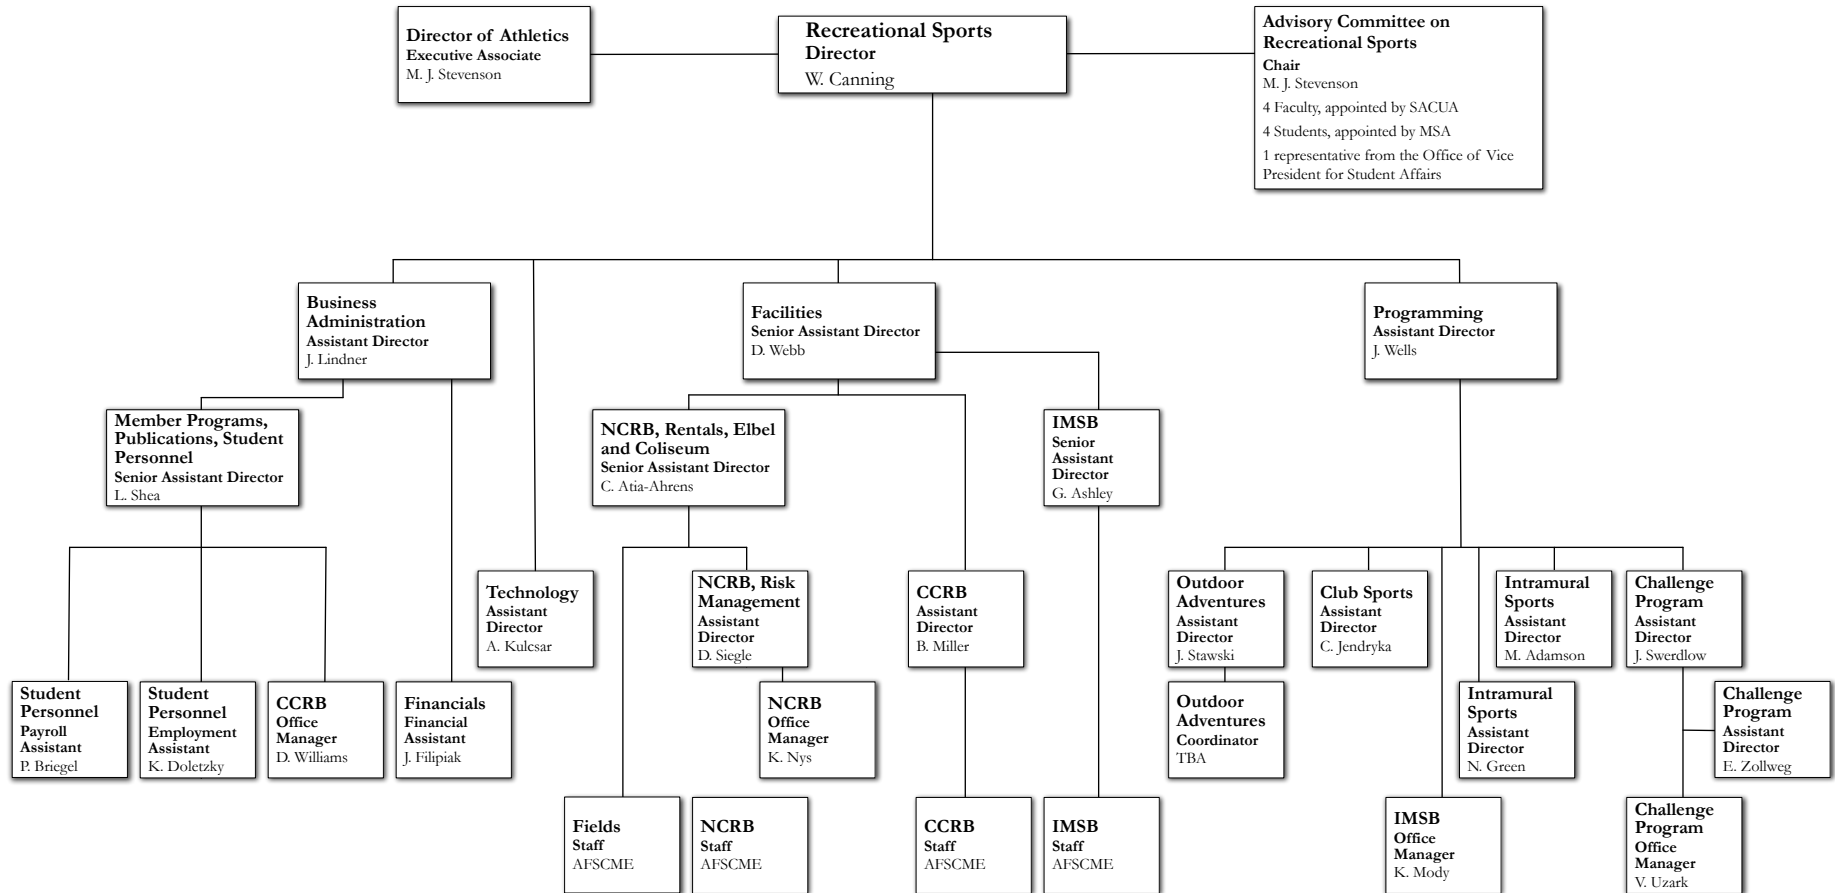 Director of Athletics
Executive Associate
M. J. Stevenson
Recreational Sports
Director
W. Canning
Advisory Committee on
Recreational Sports
Chair
M. J. Stevenson
4 Faculty, appointed by SACUA
4 Students, appointed by MSA
1 representative from the Office of Vice
President for Student Affairs
Business
Administration
Assistant Director
J. Lindner
Facilities
Senior Assistant Director
D. Webb
Programming
Assistant Director
J. Wells
Member Programs,
Publications, Student
Personnel
Senior Assistant Director
L. Shea
NCRB, Rentals, Elbel
and Coliseum
Senior Assistant Director
C. Atia-Ahrens
IMSB
Senior
Assistant
Director
G. Ashley
Technology
Assistant
Director
A. Kulcsar
NCRB, Risk
Management
Assistant
Director
D. Siegle
CCRB
Assistant
Director
B. Miller
Outdoor
Adventures
Assistant
Director
J. Stawski
Club Sports
Assistant
Director
C. Jendryka
Intramural
Sports
Assistant
Director
M. Adamson
Challenge
Program
Assistant
Director
J. Swerdlow
Student
Personnel
Payroll
Assistant
P. Briegel
Student
Personnel
Employment
Assistant
K. Doletzky
CCRB
Office
Manager
D. Williams
Financials
Financial
Assistant
J. Filipiak
NCRB
Office
Manager
K. Nys
Outdoor
Adventures
Coordinator
TBA
Intramural
Sports
Assistant
Director
N. Green
Challenge
Program
Assistant
Director
E. Zollweg
Fields
Staff
AFSCME
NCRB
Staff
AFSCME
CCRB
Staff
AFSCME
IMSB
Staff
AFSCME
IMSB
Office
Manager
K. Mody
Challenge
Program
Office
Manager
V. Uzark